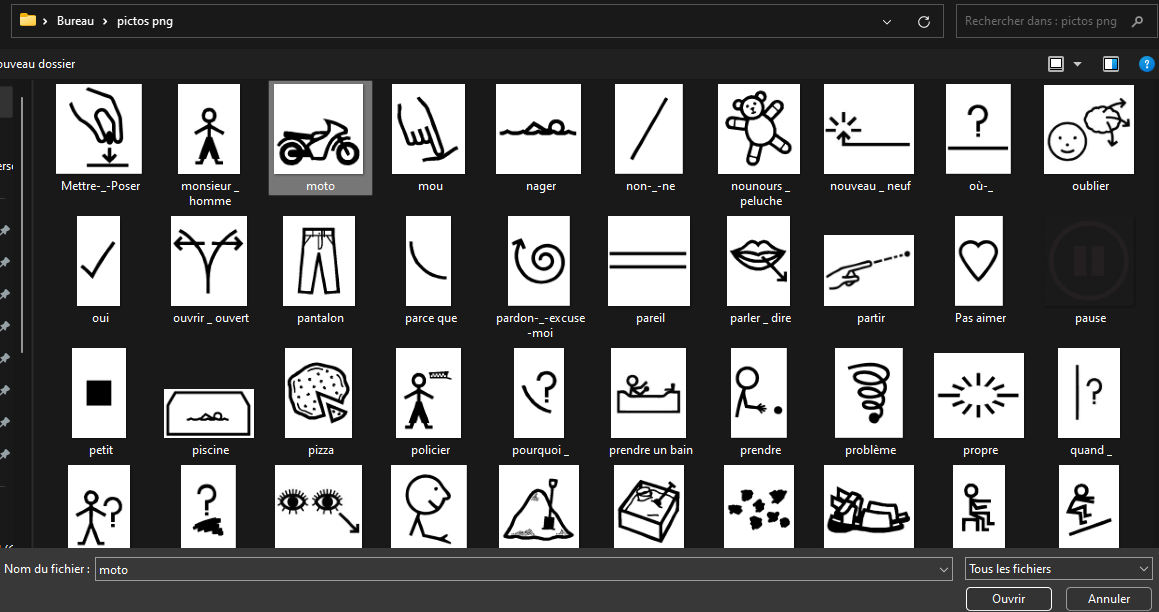 Bureau > pictos png
Rechercher dans : pictos png
ouveau dossier
?
Mettre-_-Poser
monsieur _
homme
moto
mou
nager
non-_-ne
nounours _
peluche
nouveau _ neuf
où-_
oublier
oui
ouvrir _ ouvert
pantalon
parce que
pardon-_-excuse
-moi
pareil
parler _ dire
partir
Pas aimer
pause
petit
piscine
pizza
policier
pourquoi _
prendre un bain
prendre
problème
propre
quand _
Nom du fichier :
moto
Tous les fichiers
Ouvrir
Annuler